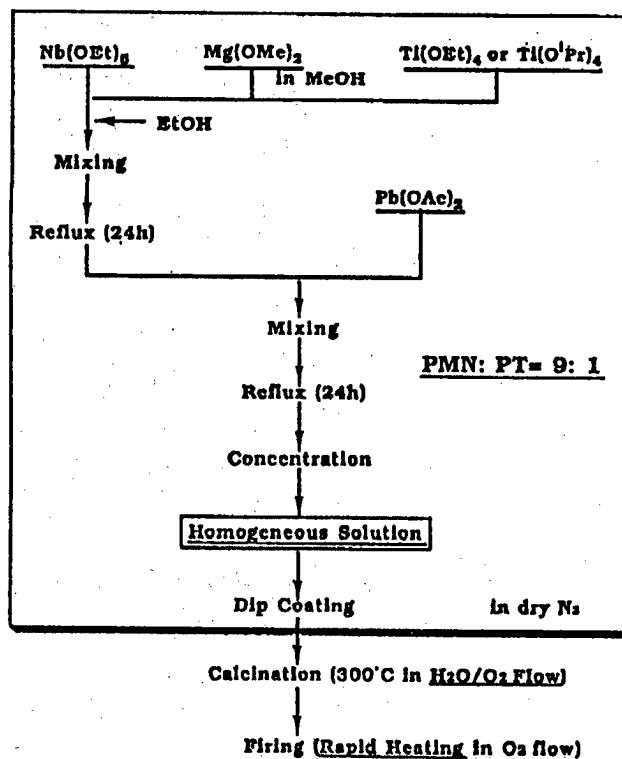 Nb(OEt)₅ Mg(OMe)₂ Ti(OEt)₄ or Ti(OⁱPr)₄
in MeOH
EtOH
Mixing
Pb(OAc)₂
Reflux (24h)
Mixing
PMN: PT= 9: 1
Reflux (24h)
Concentration
Homogeneous Solution
Dip Coating in dry N₂
Calcination (300°C in H2O/O2 Flow)
Firing (Rapid Heating in O2 flow)